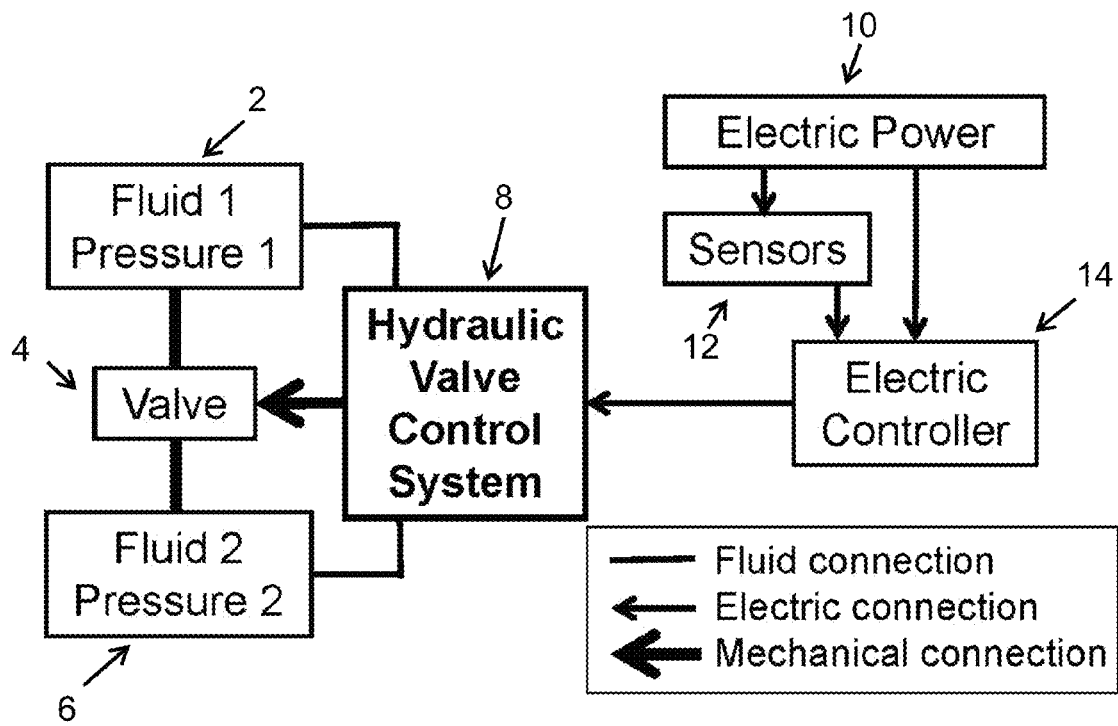 10
Electric Power
2
Fluid 1
Pressure 1
8
Sensors
14
12
Hydraulic
Valve
Control
System
4
Valve
Electric
Controller
Fluid 2
Pressure 2
6
Fluid connection
Electric connection
Mechanical connection